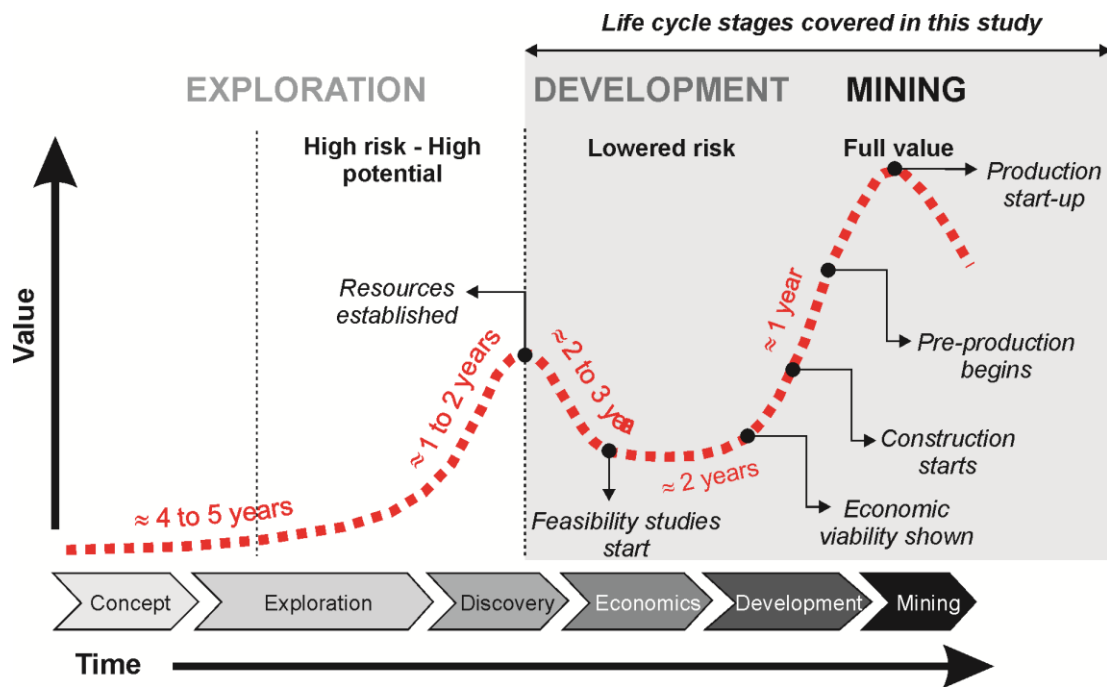 Life cycle stages covered in this study
EXPLORATION
DEVELOPMENT
MINING
High risk - High
potential
Lowered risk
Full value
Production
start-up
Resources
established
Value
≈ 4 to 5 years
≈ 1 to 2 years
≈ 2 to 3 years
≈ 2 years
≈ 1 year
Pre-production
begins
Construction
starts
Economic
viability shown
Feasibility studies
start
Concept
Exploration
Discovery
Economics
Development
Mining
Time